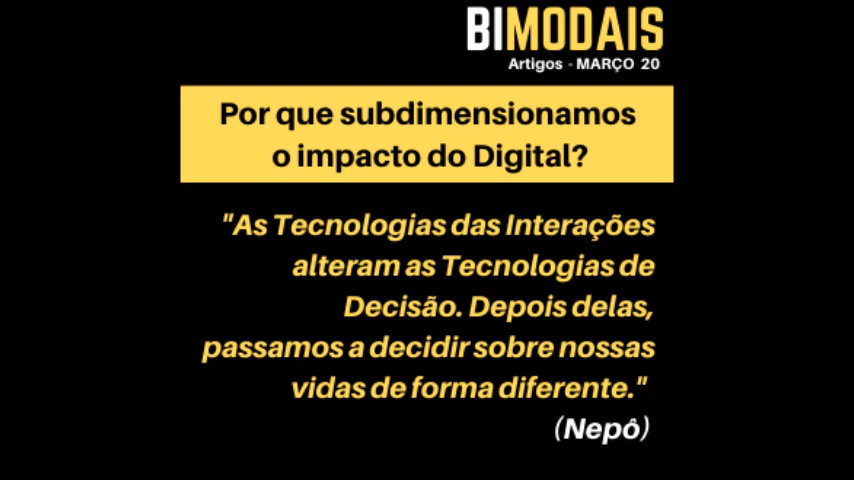 BIMODAIS
Artigos - MARÇO 20
Por que subdimensionamos
o impacto do Digital?
"As Tecnologias das Interações
alteram as Tecnologias de
Decisão. Depois delas,
passamos a decidir sobre nossas
vidas de forma diferente."
(Nepô)